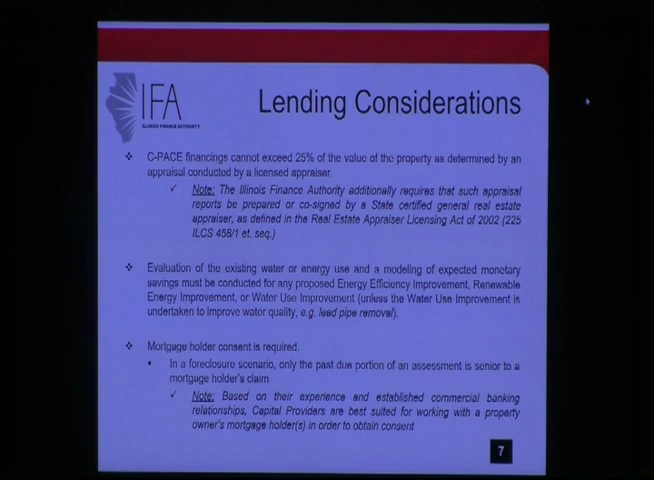 IFA
ILLINOIS FINANCE AUTHORITY
Lending Considerations
C-PACE financings cannot exceed 25% of the value of the property as determined by an
appraisal conducted by a licensed appraiser.
Note: The Illinois Finance Authority additionally requires that such appraisal
reports be prepared or co-signed by a State certified general real estate
appraiser, as defined in the Real Estate Appraiser Licensing Act of 2002 (225
ILCS 458/1 et. seq.)
Evaluation of the existing water or energy use and a modeling of expected monetary
savings must be conducted for any proposed Energy Efficiency Improvement, Renewable
Energy Improvement, or Water Use Improvement (unless the Water Use Improvement is
undertaken to improve water quality, e.g. lead pipe removal).
Mortgage holder consent is required.
In a foreclosure scenario, only the past due portion of an assessment is senior to a
mortgage holder's claim
Note: Based on their experience and established commercial banking
relationships, Capital Providers are best suited for working with a property
owner's mortgage holder(s) in order to obtain consent
7